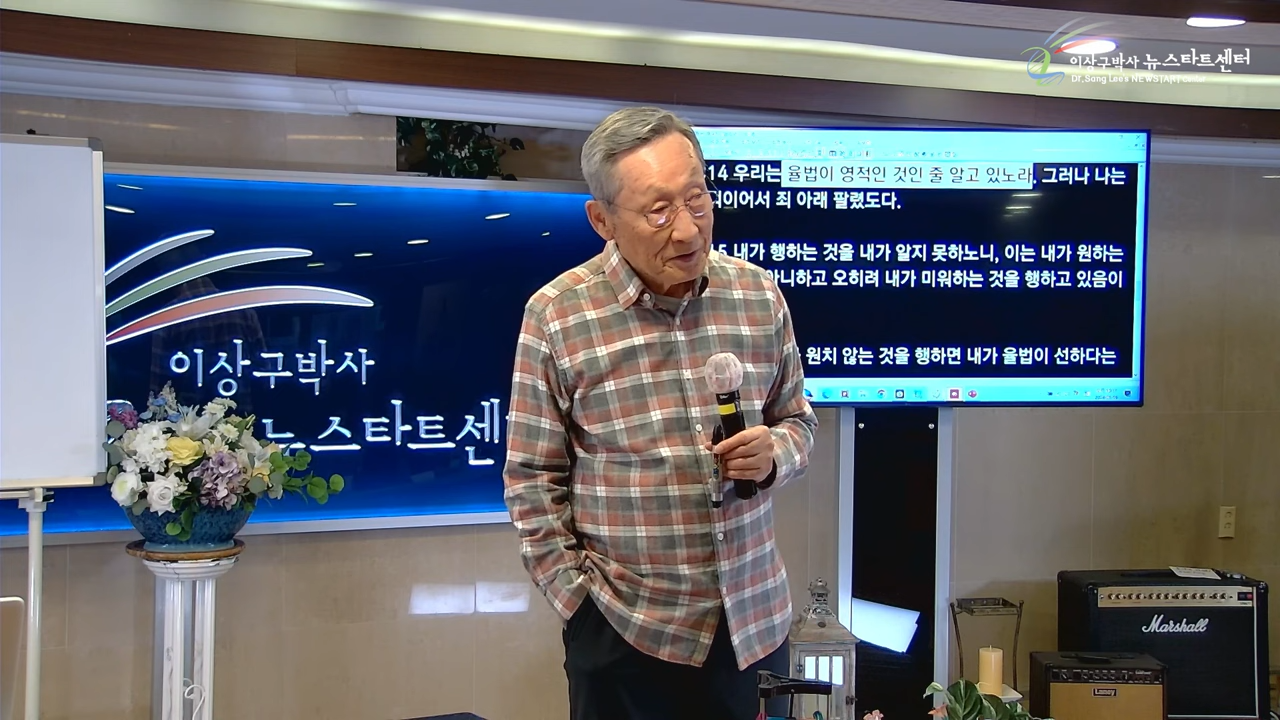 이상구박사 뉴스타트센터
Dr. Sang Lee's NEWSTART Center
14 우리는 율법이 영적인 것인 줄 알고 있노라, 그러나 나는
죄 아래 팔렸도다.
5 내가 행하는 것을 내가 알지 못하노니, 이는 내가 원하는
아니하고 오히려 내가 미워하는 것을 행하고 있음이
원치 않는 것을 행하면 내가 율법이 선하다는
이상구박사
뉴스타트센
Marshall
Laney